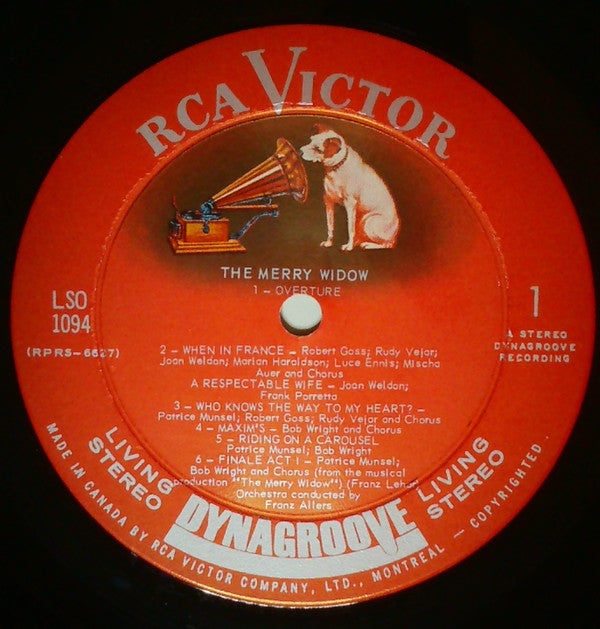 RCA VICTOR
THE MERRY WIDOW
1 – OVERTURE
LSO
1094
(RPRS-6627)
1
A STEREO
DYNAGROOVE
RECORDING
2 – WHEN IN FRANCE – Robert Goss; Rudy Vejar;
Joan Weldon; Marian Haraldson; Luce Ennis; Mischa
Auer and Chorus
A RESPECTABLE WIFE – Joan Weldon;
Frank Porretta
3 – WHO KNOWS THE WAY TO MY HEART? –
Patrice Munsel; Robert Goss; Rudy Vejar and Chorus
4 – MAXIM'S – Bob Wright and Chorus
5 – RIDING ON A CAROUSEL
Patrice Munsel; Bob Wright
6 – FINALE ACT I – Patrice Munsel;
Bob Wright and Chorus (from the musical
production "The Merry Widow") (Franz Lehar)
Orchestra conducted by
Franz Allers
LIVING
STEREO
DYNAGROOVE
LIVING
STEREO
MADE IN CANADA BY RCA VICTOR COMPANY, LTD., MONTREAL – COPYRIGHTED.